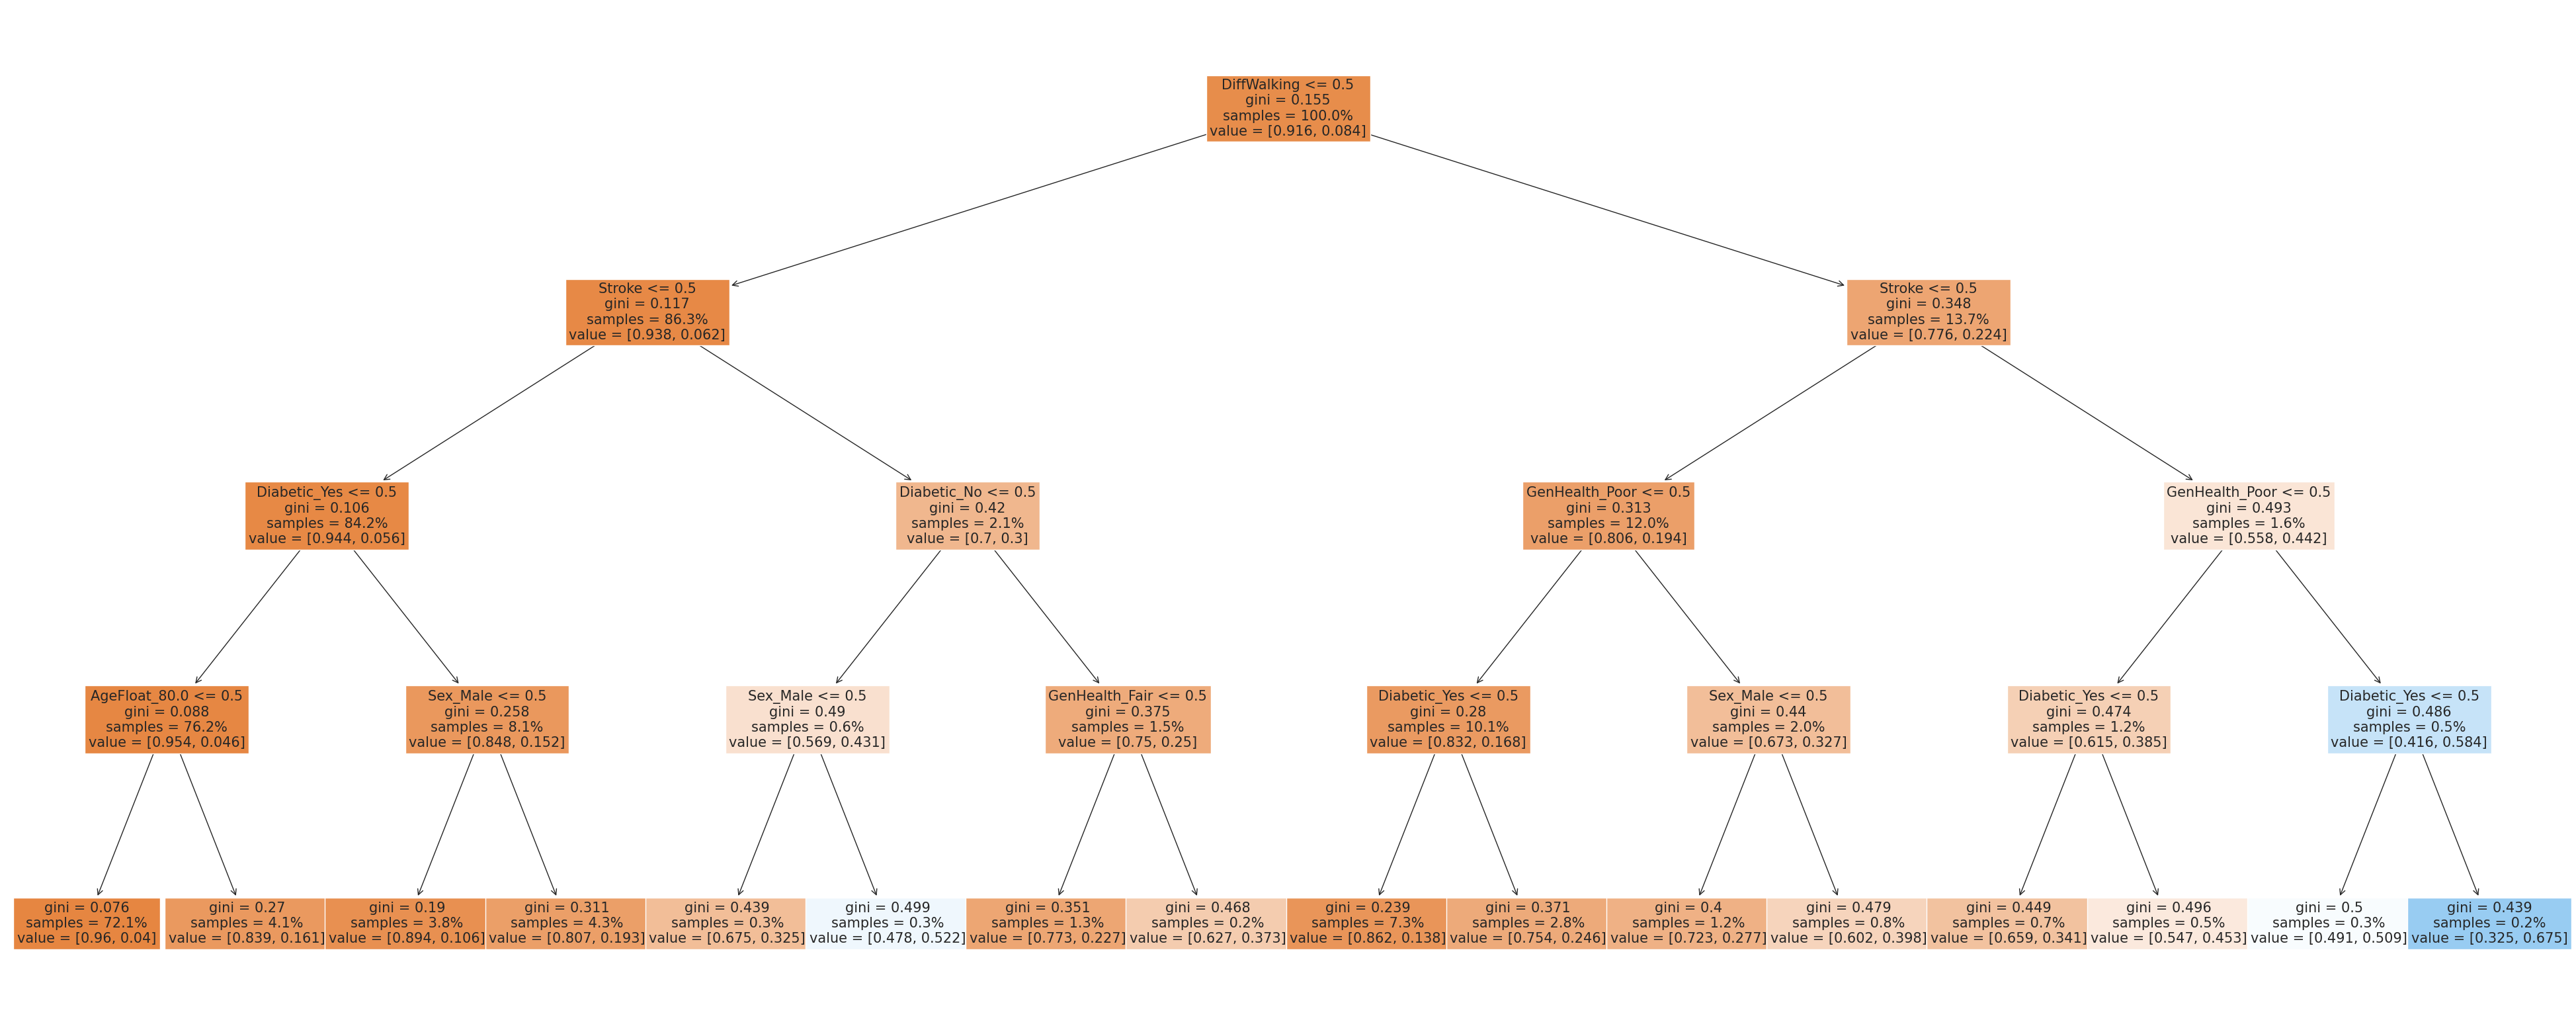 DiffWalking <= 0.5
gini = 0.155
samples = 100.0%
value = [0.916, 0.084]
Stroke <= 0.5
gini = 0.117
samples = 86.3%
value = [0.938, 0.062]
Stroke <= 0.5
gini = 0.348
samples = 13.7%
value = [0.776, 0.224]
Diabetic_Yes <= 0.5
gini = 0.106
samples = 84.2%
value = [0.944, 0.056]
Diabetic_No <= 0.5
gini = 0.42
samples = 2.1%
value = [0.7, 0.3]
GenHealth_Poor <= 0.5
gini = 0.313
samples = 12.0%
value = [0.806, 0.194]
GenHealth_Poor <= 0.5
gini = 0.493
samples = 1.6%
value = [0.558, 0.442]
AgeFloat_80.0 <= 0.5
gini = 0.088
samples = 76.2%
value = [0.954, 0.046]
Sex_Male <= 0.5
gini = 0.258
samples = 8.1%
value = [0.848, 0.152]
Sex_Male <= 0.5
gini = 0.49
samples = 0.6%
value = [0.569, 0.431]
GenHealth_Fair <= 0.5
gini = 0.375
samples = 1.5%
value = [0.75, 0.25]
Diabetic_Yes <= 0.5
gini = 0.28
samples = 10.1%
value = [0.832, 0.168]
Sex_Male <= 0.5
gini = 0.44
samples = 2.0%
value = [0.673, 0.327]
Diabetic_Yes <= 0.5
gini = 0.474
samples = 1.2%
value = [0.615, 0.385]
Diabetic_Yes <= 0.5
gini = 0.486
samples = 0.5%
value = [0.416, 0.584]
gini = 0.076
samples = 72.1%
value = [0.96, 0.04]
gini = 0.27
samples = 4.1%
value = [0.839, 0.161]
gini = 0.19
samples = 3.8%
value = [0.894, 0.106]
gini = 0.311
samples = 4.3%
value = [0.807, 0.193]
gini = 0.439
samples = 0.3%
value = [0.675, 0.325]
gini = 0.499
samples = 0.3%
value = [0.478, 0.522]
gini = 0.351
samples = 1.3%
value = [0.773, 0.227]
gini = 0.468
samples = 0.2%
value = [0.627, 0.373]
gini = 0.239
samples = 7.3%
value = [0.862, 0.138]
gini = 0.371
samples = 2.8%
value = [0.754, 0.246]
gini = 0.4
samples = 1.2%
value = [0.723, 0.277]
gini = 0.479
samples = 0.8%
value = [0.602, 0.398]
gini = 0.449
samples = 0.7%
value = [0.659, 0.341]
gini = 0.496
samples = 0.5%
value = [0.547, 0.453]
gini = 0.5
samples = 0.3%
value = [0.491, 0.509]
gini = 0.439
samples = 0.2%
value = [0.325, 0.675]